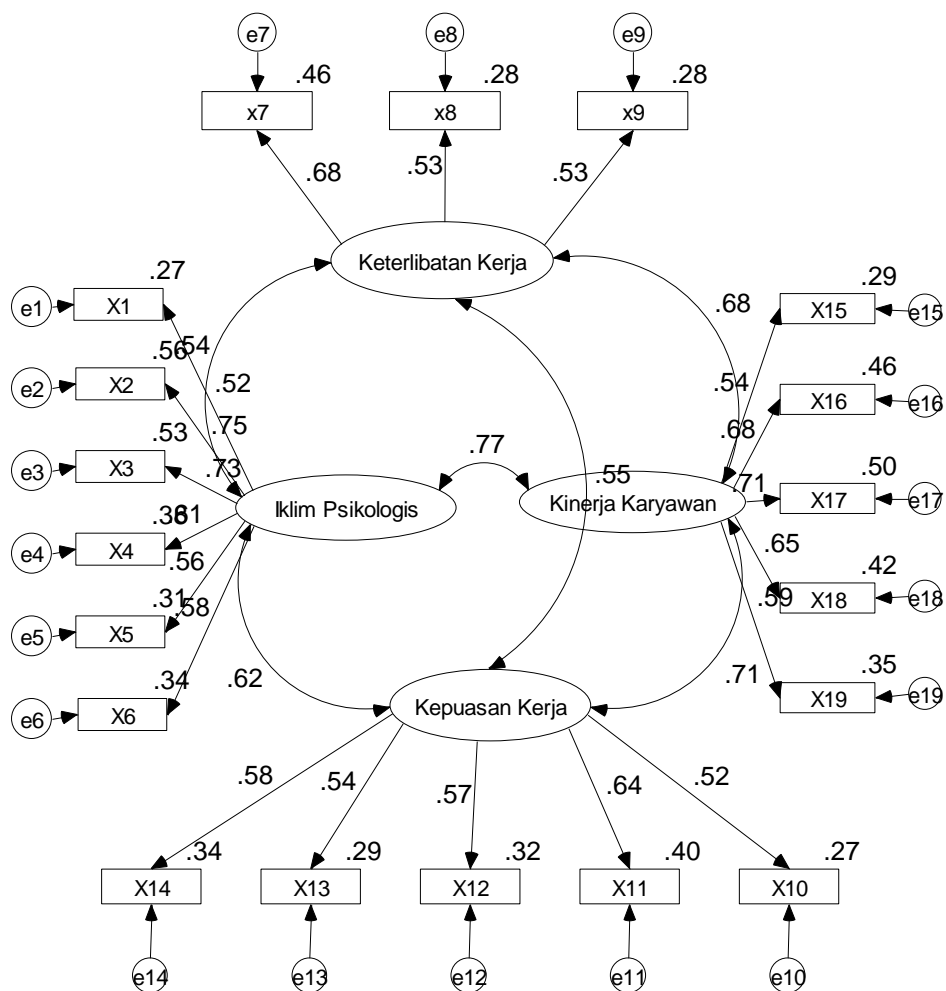 e7 e8 e9
.46 .28 .28
x7 x8 x9
.68 .53 .53
Keterlibatan Kerja
.27
e1 X1
.56 .54
e2 X2
.52
.75
.53
e3 X3
.73
.38 .61
e4 X4
.56
.31 .58
e5 X5
.34 .62
e6 X6
Iklim Psikologis
.77
.55
Kinerja Karyawan
.68
.29
X15 e15
.54
.46
X16 e16
.68
.50
.71 X17 e17
.65
.42
X18 e18
.59
.35
.71 X19 e19
Kepuasan Kerja
.58 .54 .57 .64 .52
.34 .29 .32 .40 .27
X14 X13 X12 X11 X10
e14 e13 e12 e11 e10